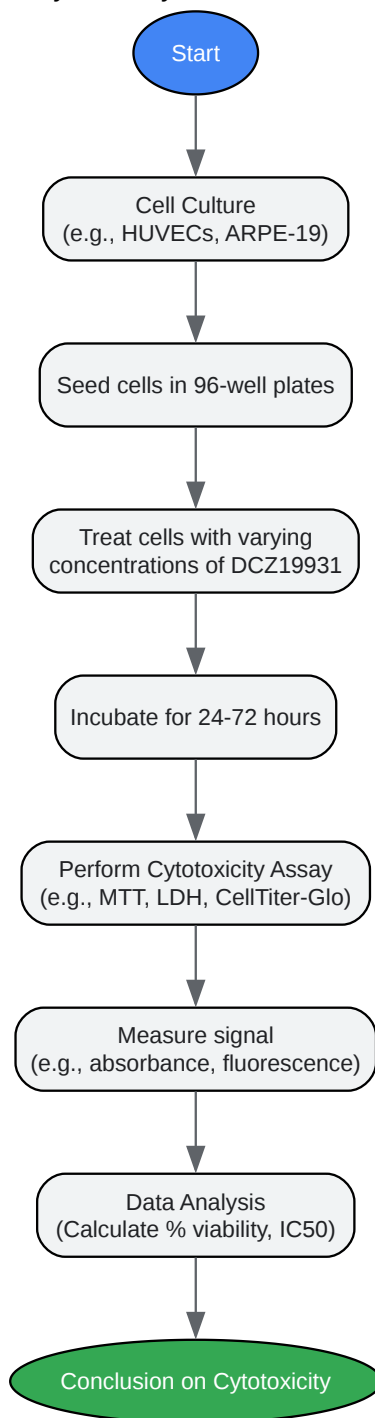 Start
Cell Culture
(e.g., HUVECs, ARPE-19)
Seed cells in 96-well plates
Treat cells with varying
concentrations of DCZ19931
Incubate for 24-72 hours
Perform Cytotoxicity Assay
(e.g., MTT, LDH, CellTiter-Glo)
Measure signal
(e.g., absorbance, fluorescence)
Data Analysis
(Calculate % viability, IC50)
Conclusion on Cytotoxicity